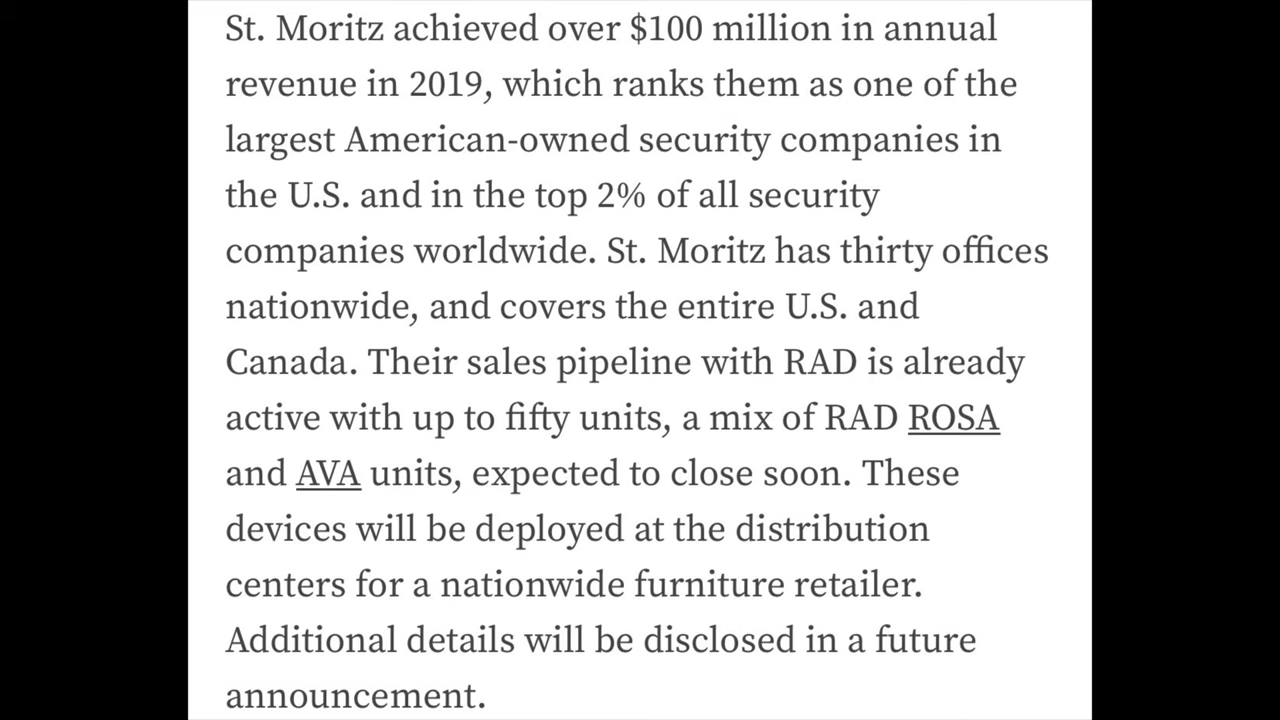 St. Moritz achieved over $100 million in annual
revenue in 2019, which ranks them as one of the
largest American-owned security companies in
the U.S. and in the top 2% of all security
companies worldwide. St. Moritz has thirty offices
nationwide, and covers the entire U.S. and
Canada. Their sales pipeline with RAD is already
active with up to fifty units, a mix of RAD ROSA
and AVA units, expected to close soon. These
devices will be deployed at the distribution
centers for a nationwide furniture retailer.
Additional details will be disclosed in a future
announcement.